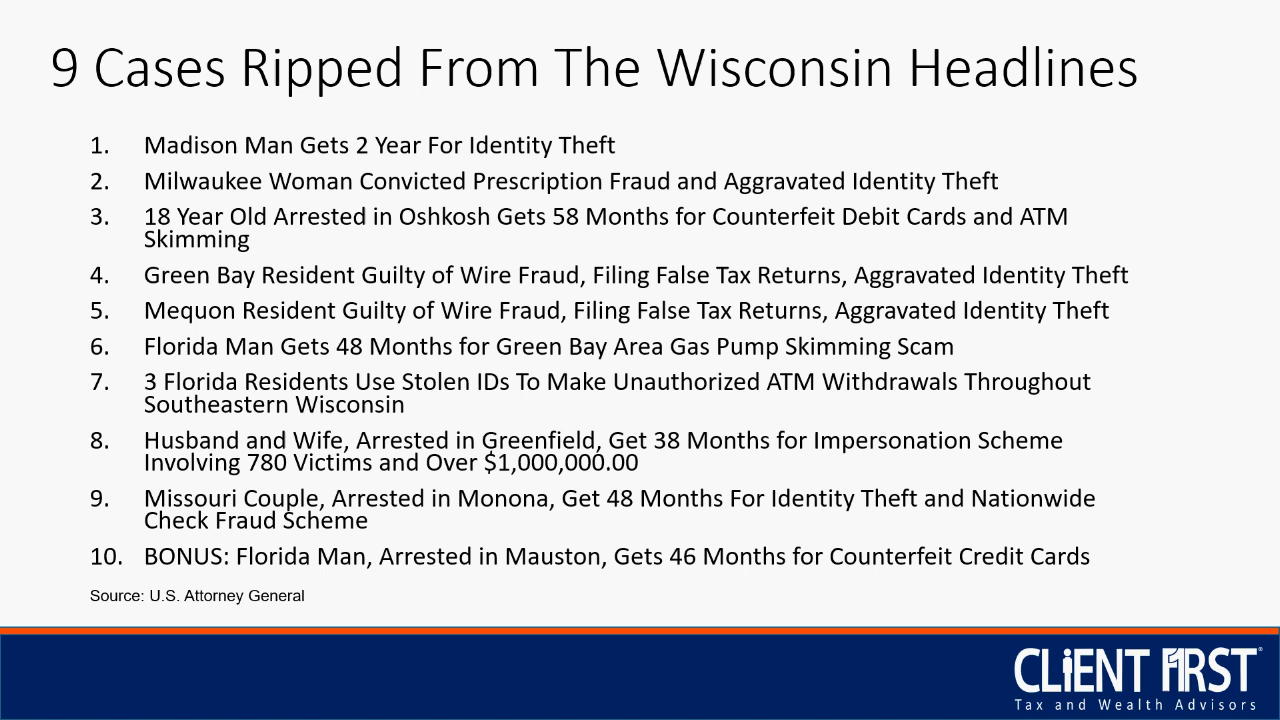 9 Cases Ripped From The Wisconsin Headlines
1. Madison Man Gets 2 Year For Identity Theft
2. Milwaukee Woman Convicted Prescription Fraud and Aggravated Identity Theft
3. 18 Year Old Arrested in Oshkosh Gets 58 Months for Counterfeit Debit Cards and ATM
Skimming
4. Green Bay Resident Guilty of Wire Fraud, Filing False Tax Returns, Aggravated Identity Theft
5. Mequon Resident Guilty of Wire Fraud, Filing False Tax Returns, Aggravated Identity Theft
6. Florida Man Gets 48 Months for Green Bay Area Gas Pump Skimming Scam
7. 3 Florida Residents Use Stolen IDs To Make Unauthorized ATM Withdrawals Throughout
Southeastern Wisconsin
8. Husband and Wife, Arrested in Greenfield, Get 38 Months for Impersonation Scheme
Involving 780 Victims and Over $1,000,000.00
9. Missouri Couple, Arrested in Monona, Get 48 Months For Identity Theft and Nationwide
Check Fraud Scheme
10. BONUS: Florida Man, Arrested in Mauston, Gets 46 Months for Counterfeit Credit Cards
Source: U.S. Attorney General
CLiENT FIRST®
Tax and Wealth Advisors